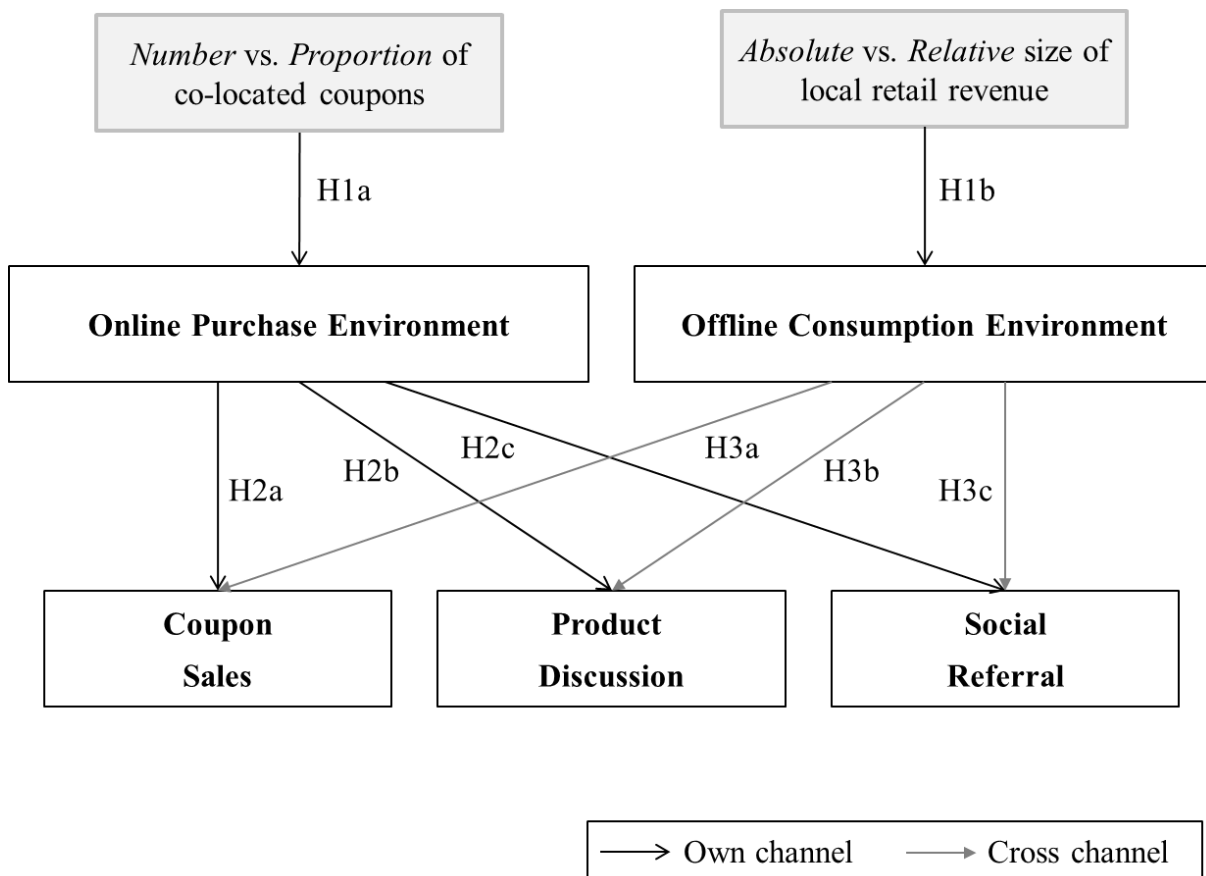 Number vs. Proportion of
co-located coupons
Absolute vs. Relative size of
local retail revenue
H1a
H1b
Online Purchase Environment
Offline Consumption Environment
H2a
H2b
H2c
H3a
H3b
H3c
Coupon
Sales
Product
Discussion
Social
Referral
Own channel
Cross channel